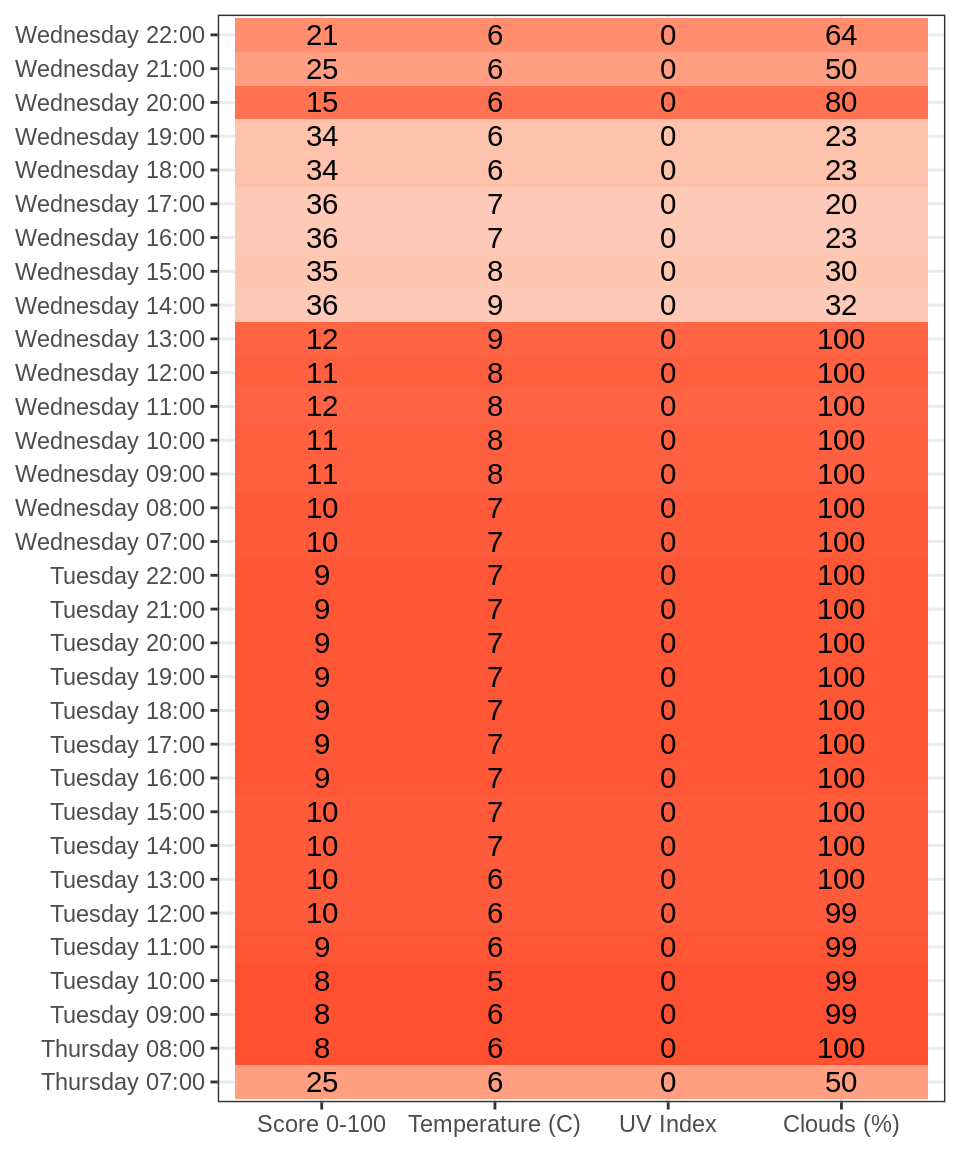 Wednesday 22:00 21 6 0 64
Wednesday 21:00 25 6 0 50
Wednesday 20:00 15 6 0 80
Wednesday 19:00 34 6 0 23
Wednesday 18:00 34 6 0 23
Wednesday 17:00 36 7 0 20
Wednesday 16:00 36 7 0 23
Wednesday 15:00 35 8 0 30
Wednesday 14:00 36 9 0 32
Wednesday 13:00 12 9 0 100
Wednesday 12:00 11 8 0 100
Wednesday 11:00 12 8 0 100
Wednesday 10:00 11 8 0 100
Wednesday 09:00 11 8 0 100
Wednesday 08:00 10 7 0 100
Wednesday 07:00 10 7 0 100
Tuesday 22:00 9 7 0 100
Tuesday 21:00 9 7 0 100
Tuesday 20:00 9 7 0 100
Tuesday 19:00 9 7 0 100
Tuesday 18:00 9 7 0 100
Tuesday 17:00 9 7 0 100
Tuesday 16:00 9 7 0 100
Tuesday 15:00 10 7 0 100
Tuesday 14:00 10 7 0 100
Tuesday 13:00 10 6 0 100
Tuesday 12:00 10 6 0 99
Tuesday 11:00 9 6 0 99
Tuesday 10:00 8 5 0 99
Tuesday 09:00 8 6 0 99
Thursday 08:00 8 6 0 100
Thursday 07:00 25 6 0 50
Score 0-100 Temperature (C) UV Index Clouds (%)